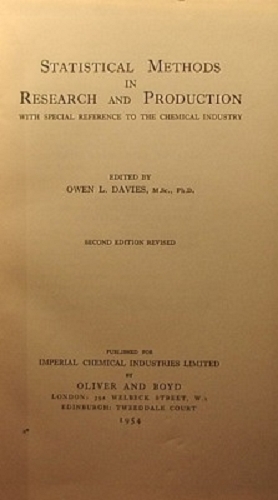 STATISTICAL METHODS
IN
RESEARCH AND PRODUCTION
WITH SPECIAL REFERENCE TO THE CHEMICAL INDUSTRY
EDITED BY
OWEN L. DAVIES, M.Sc., Ph.D.
SECOND EDITION REVISED
PUBLISHED FOR
IMPERIAL CHEMICAL INDUSTRIES LIMITED
BY
OLIVER AND BOYD
LONDON: 39A WELBECK STREET, W.1
EDINBURGH: TWEEDDALE COURT
1954